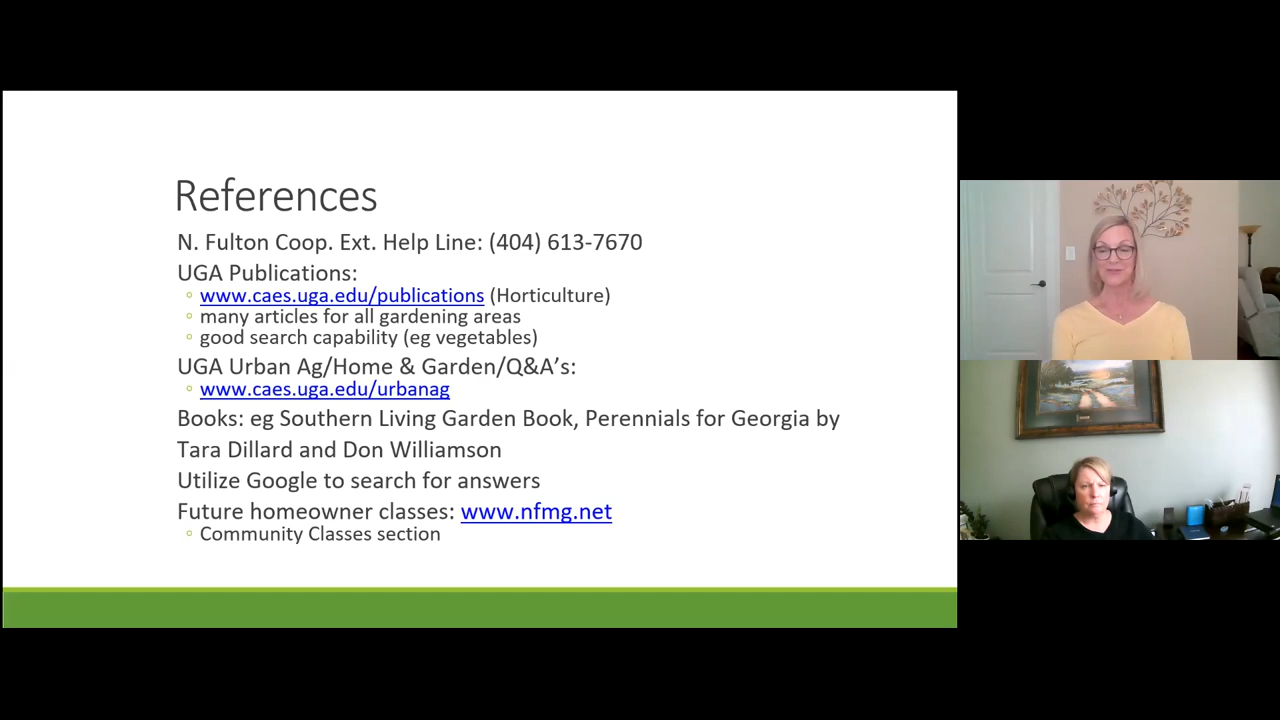 References
N. Fulton Coop. Ext. Help Line: (404) 613-7670
UGA Publications:
www.caes.uga.edu/publications (Horticulture)
many articles for all gardening areas
good search capability (eg vegetables)
UGA Urban Ag/Home & Garden/Q&A’s:
www.caes.uga.edu/urbanag
Books: eg Southern Living Garden Book, Perennials for Georgia by
Tara Dillard and Don Williamson
Utilize Google to search for answers
Future homeowner classes: www.nfmg.net
Community Classes section